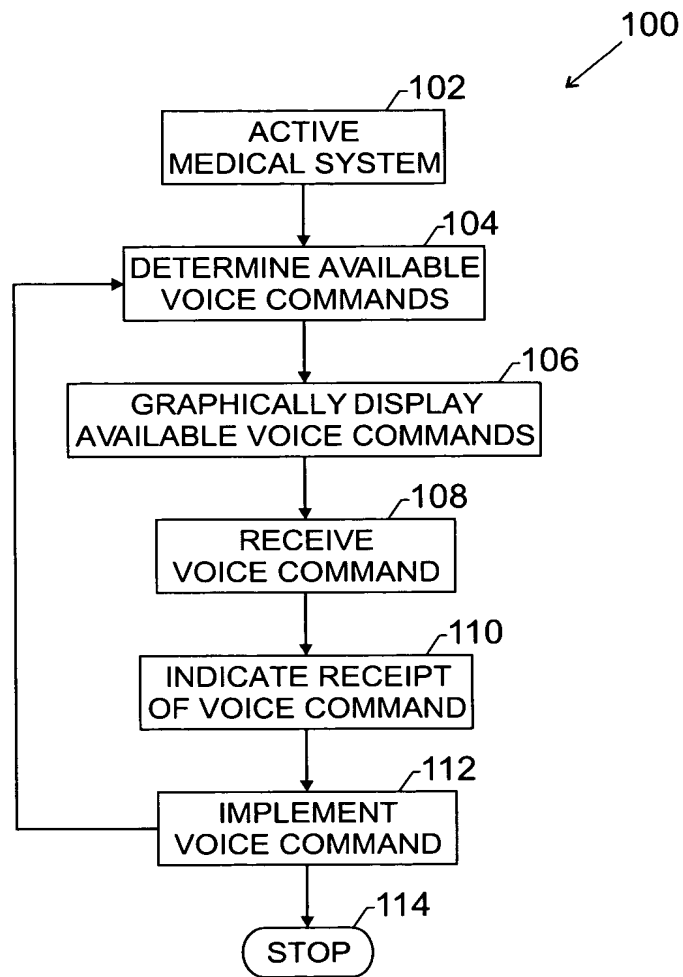 100
102
ACTIVE
MEDICAL SYSTEM
104
DETERMINE AVAILABLE
VOICE COMMANDS
106
GRAPHICALLY DISPLAY
AVAILABLE VOICE COMMANDS
108
RECEIVE
VOICE COMMAND
110
INDICATE RECEIPT
OF VOICE COMMAND
112
IMPLEMENT
VOICE COMMAND
114
STOP